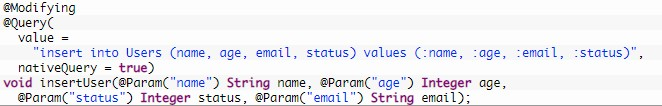 @Modifying
@Query(
  value =
    "insert into Users (name, age, email, status) values (:name, :age, :email, :status)",
  nativeQuery = true)
void insertUser(@Param("name") String name, @Param("age") Integer age,
  @Param("status") Integer status, @Param("email") String email);